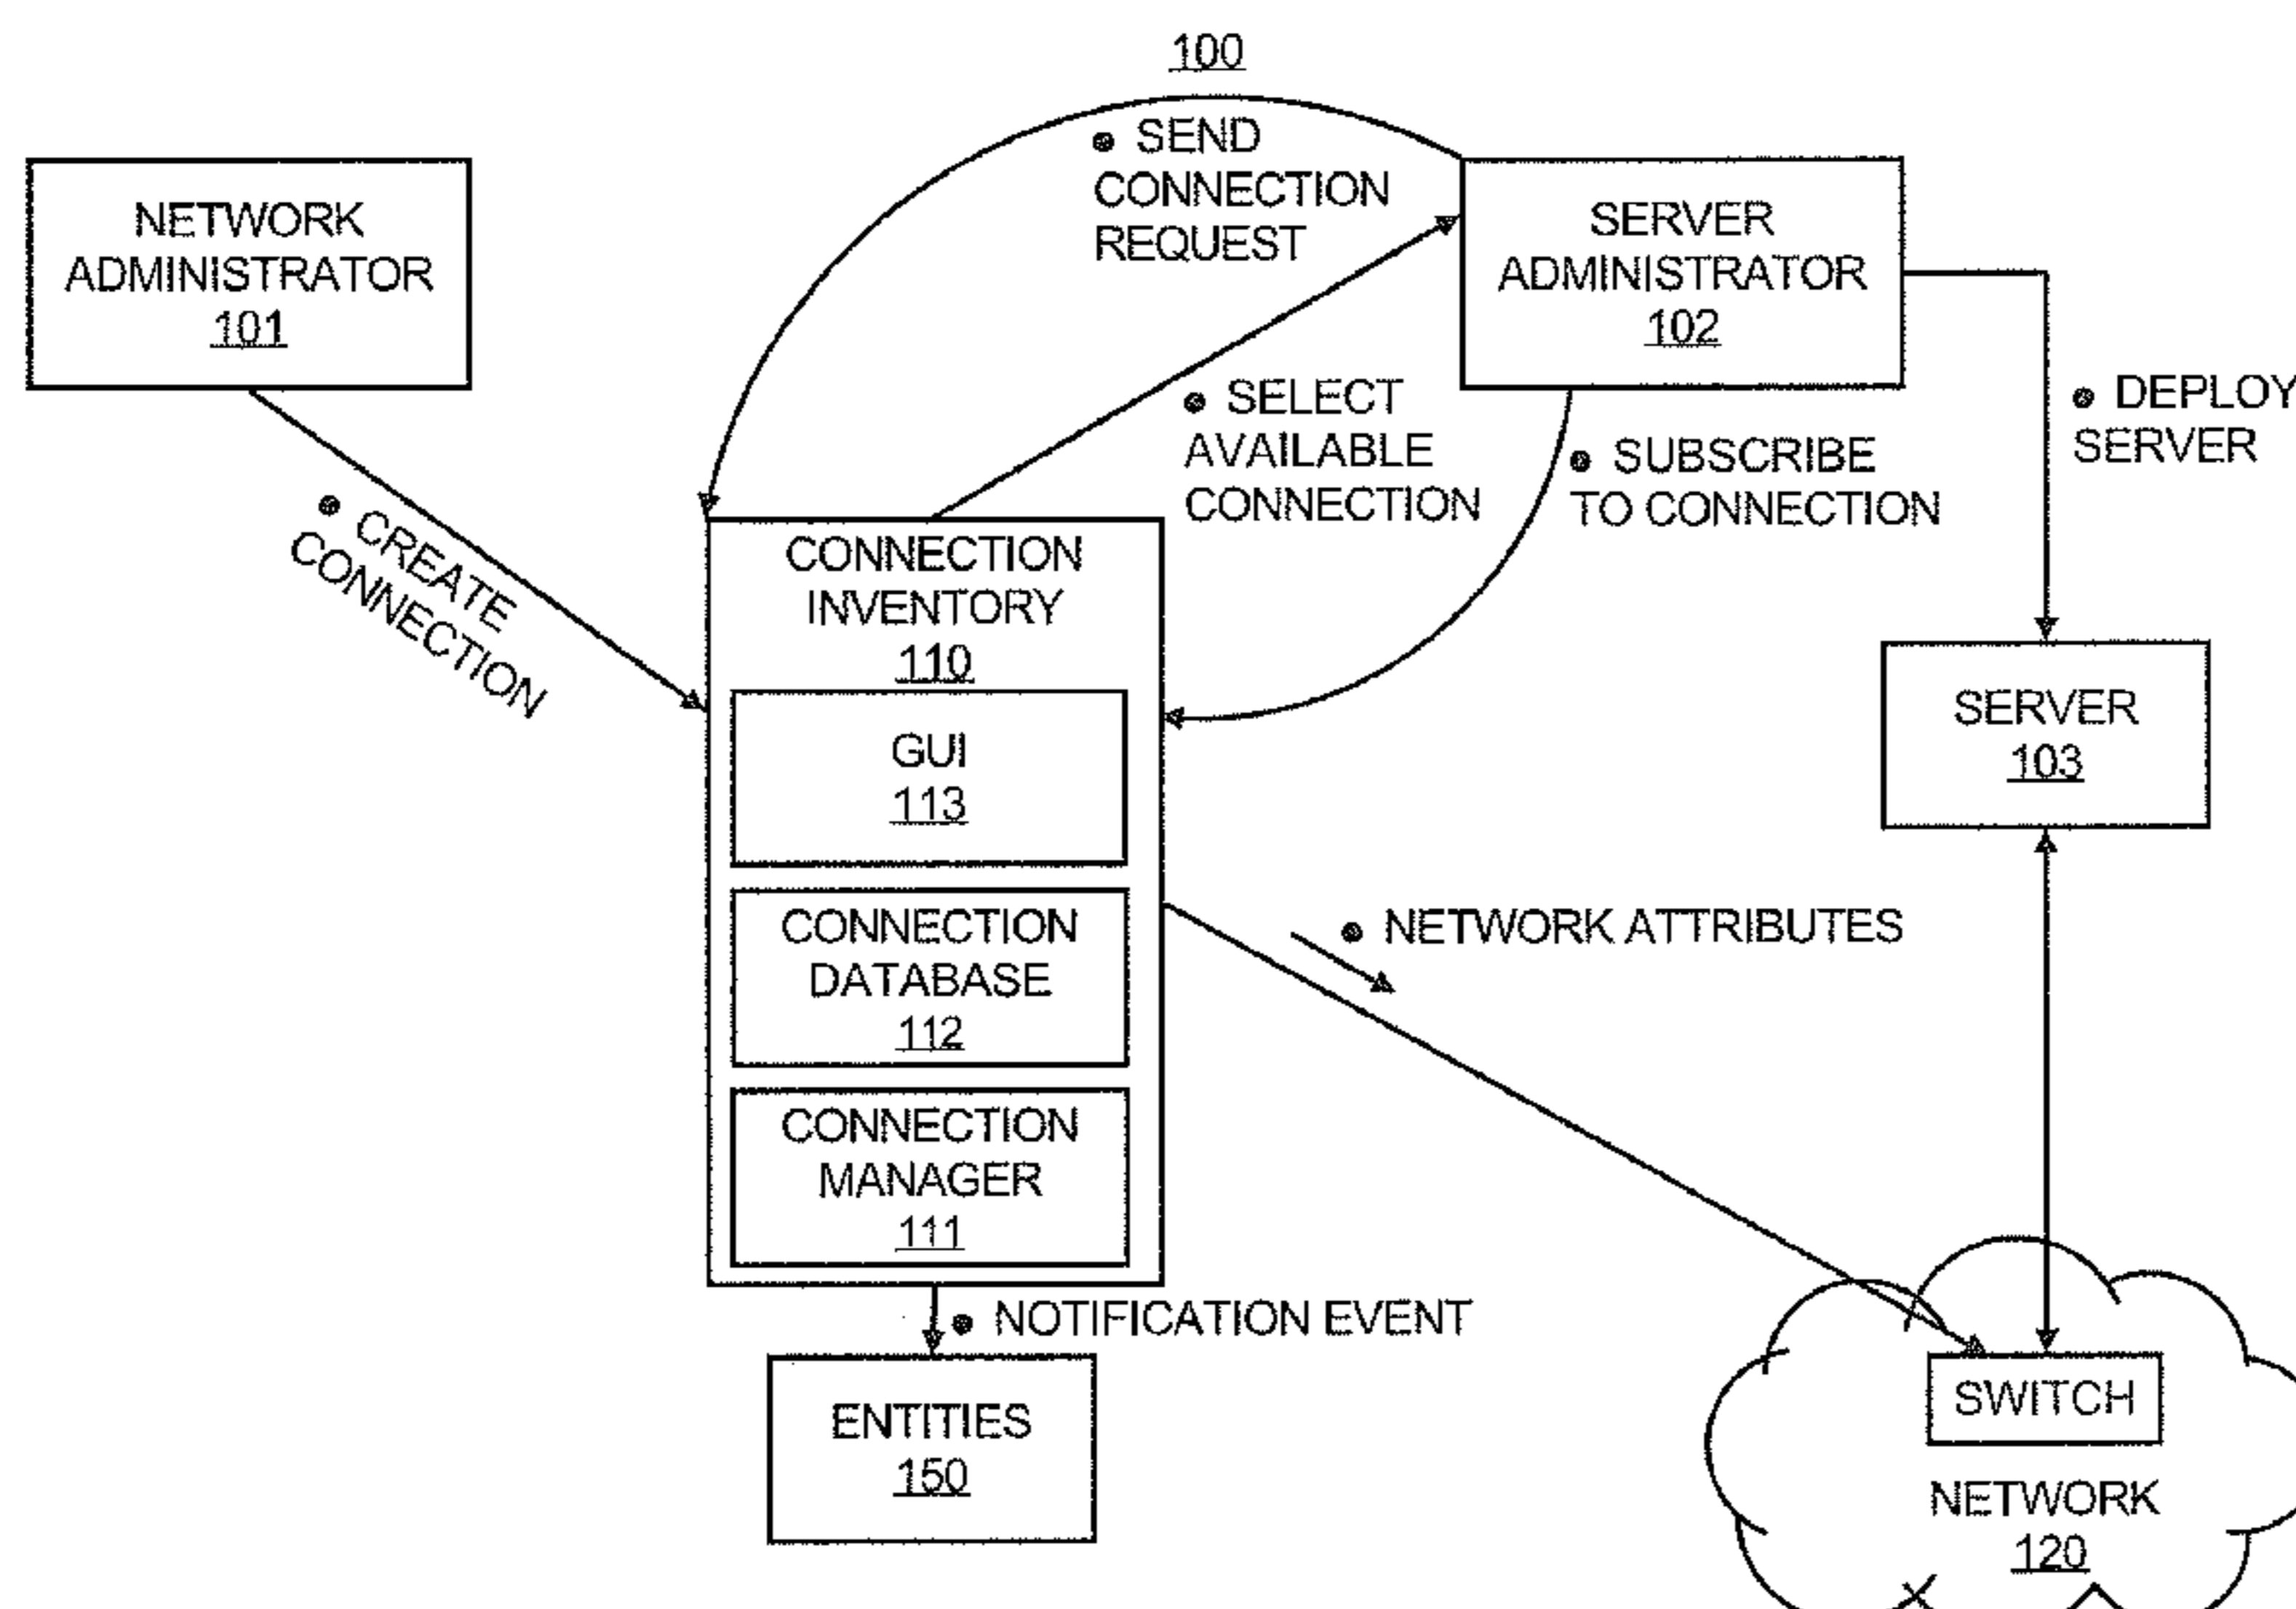 100
NETWORK
ADMINISTRATOR
101
● SEND
CONNECTION
REQUEST
SERVER
ADMINISTRATOR
102
● SELECT
AVAILABLE
CONNECTION
● SUBSCRIBE
TO CONNECTION
● DEPLOY
SERVER
● CREATE
CONNECTION
CONNECTION
INVENTORY
110
GUI
113
CONNECTION
DATABASE
112
CONNECTION
MANAGER
111
SERVER
103
● NETWORK ATTRIBUTES
● NOTIFICATION EVENT
ENTITIES
150
SWITCH
NETWORK
120